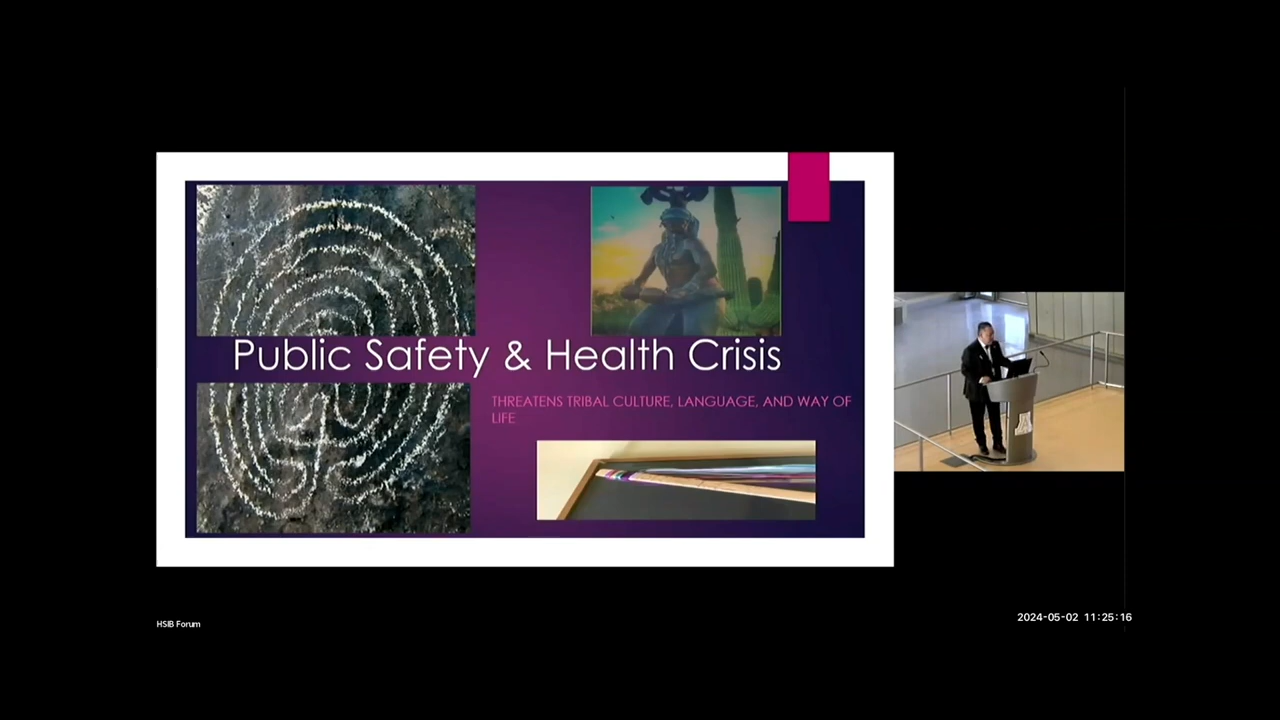 Public Safety & Health Crisis
THREATENS TRIBAL CULTURE, LANGUAGE, AND WAY OF
LIFE
A
HSIB Forum
2024-05-02 11:25:16